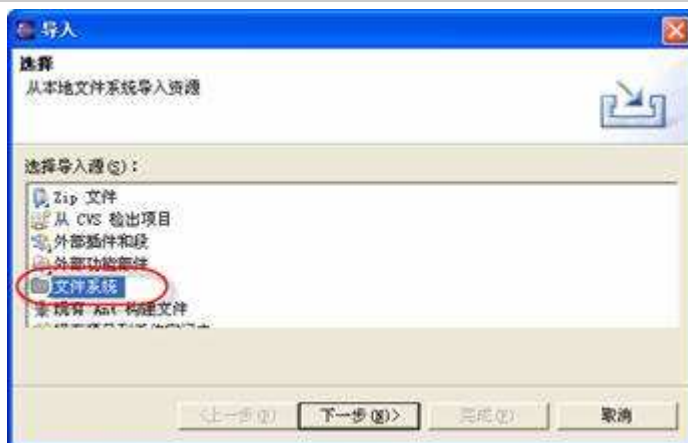 导入
选择
从本地文件系统导入资源
选择导入源(S):
Zip 文件
从 CVS 检出项目
外部插件和段
外部功能部件
文件系统
现有 Ant 构建文件
<上一步(B)
下一步(N)>
完成(F)
取消